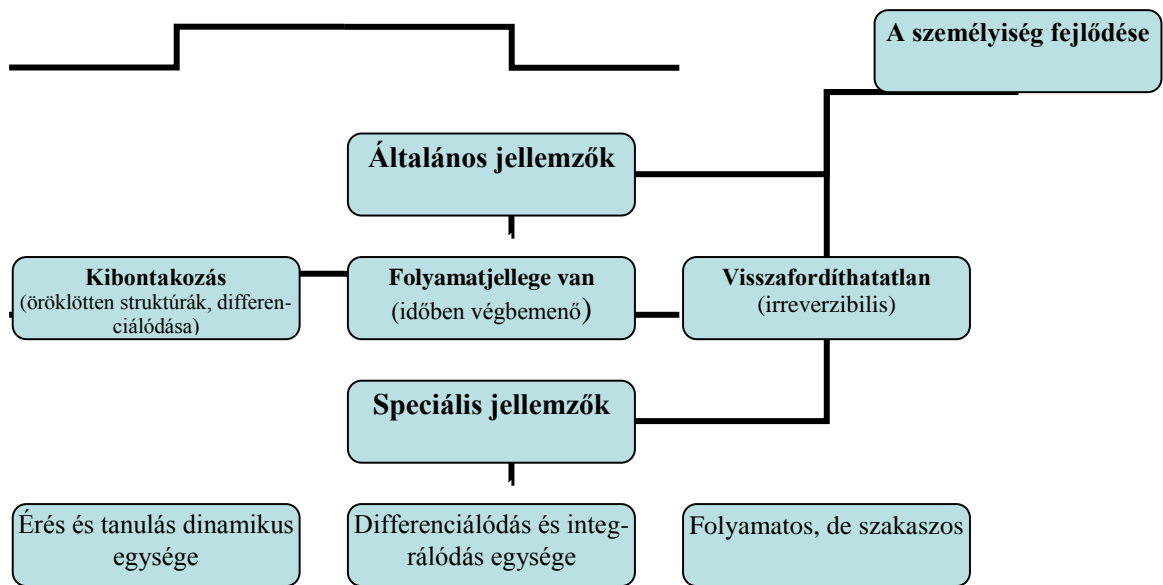 A személyiség fejlődése
Általános jellemzők
Kibontakozás
(öröklötten struktúrák, differen-
ciálódása)
Folyamatjellege van
(időben végbemenő)
Visszafordíthatatlan
(irreverzibilis)
Speciális jellemzők
Érés és tanulás dinamikus
egysége
Differenciálódás és integ-
rálódás egysége
Folyamatos, de szakaszos